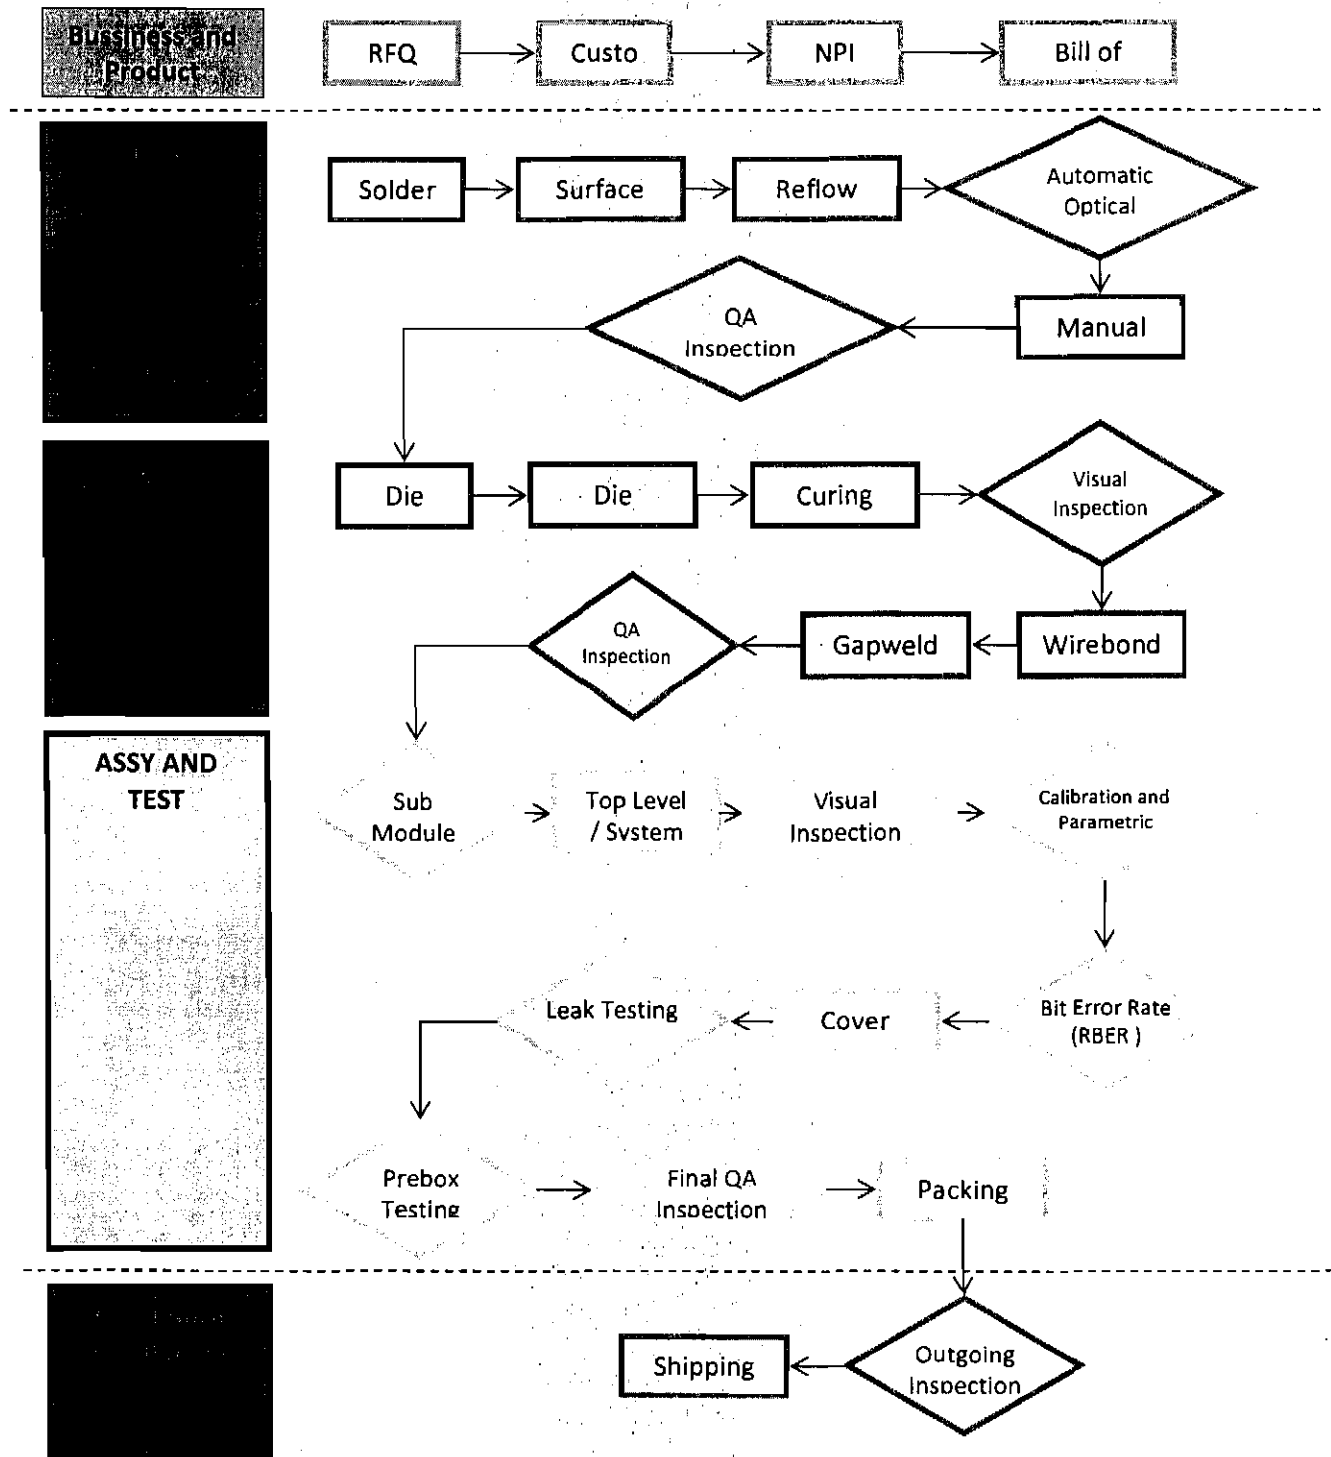 Bussiness and
Product
RFQ
Custo
NPI
Bill of
Solder
Surface
Reflow
Automatic
Optical
Manual
QA
Inspection
Die
Die
Curing
Visual
Inspection
Wirebond
Gapweld
QA
Inspection
ASSY AND
TEST
Sub
Module
Top Level
/ System
Visual
Inspection
Calibration and
Parametric
Bit Error Rate
(RBER )
Cover
Leak Testing
Prebox
Testing
Final QA
Inspection
Packing
Outgoing
Inspection
Shipping